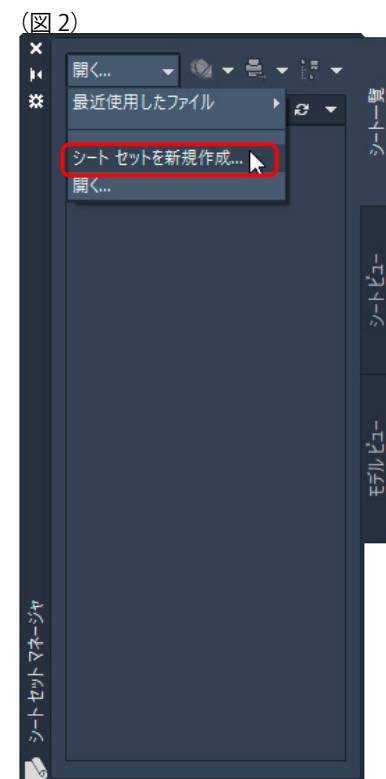 (図 2)
開く...
最近使用したファイル
シート セットを新規作成...
開く...
シート一覧
シート ビュー
モデル ビュー
シート セット マネージャ